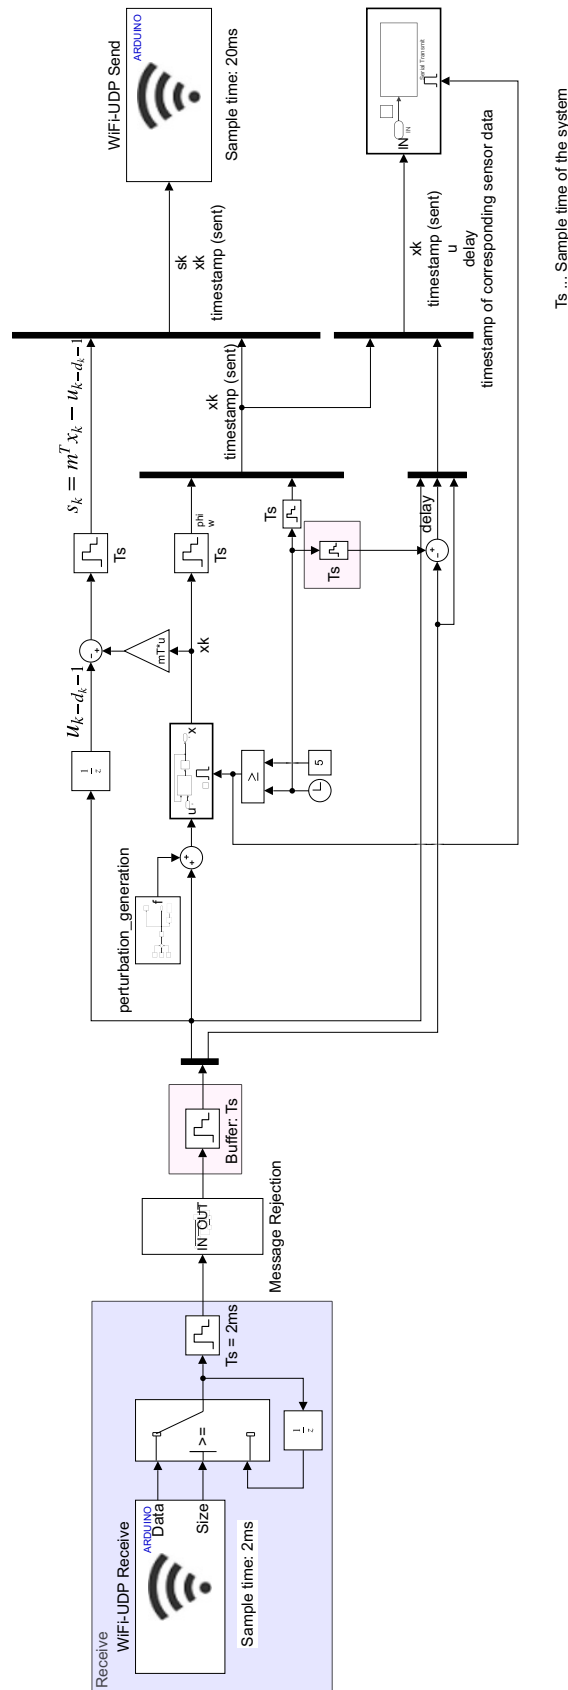 Receive
WiFi-UDP Receive
ARDUINO
Data
Size
Sample time: 2ms
>=
1
z
Ts = 2ms
IN OUT
Message Rejection
Buffer: Ts
perturbation_generation
f
+
+
1
z
u_{k-d_k-1}
u
x
≥
5
xk
mT*u
-
+
Ts
s_k = m^T x_k - u_{k-d_k-1}
phi
w
Ts
Ts
Ts
-
+
delay
xk
timestamp (sent)
sk
xk
timestamp (sent)
WiFi-UDP Send
ARDUINO
Sample time: 20ms
xk
timestamp (sent)
u
delay
timestamp of corresponding sensor data
IN
IN
Serial Transmit
Ts ... Sample time of the system